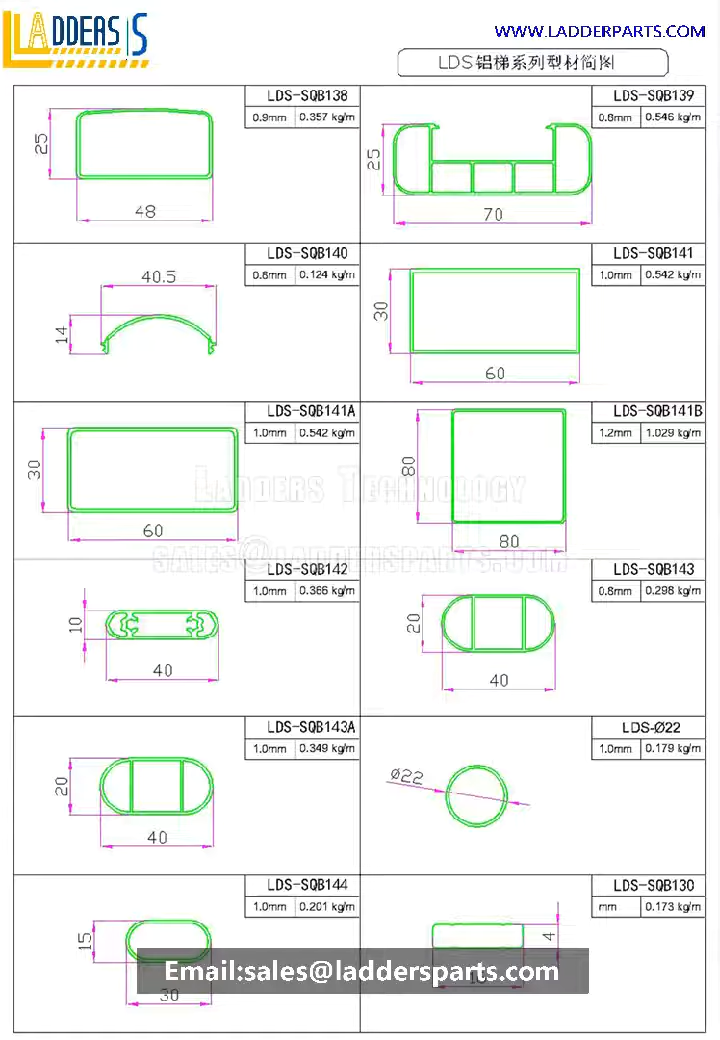 LADDERS
WWW.LADDERPARTS.COM
LDS铝梯系列型材简图
LDS-SQB138
0.9mm 0.357 kg/m
25
48
LDS-SQB139
0.8mm 0.546 kg/m
25
70
LDS-SQB140
0.8mm 0.124 kg/m
40.5
14
LDS-SQB141
1.0mm 0.542 kg/m
30
60
LDS-SQB141A
1.0mm 0.542 kg/m
30
60
LDS-SQB141B
1.2mm 1.029 kg/m
80
80
LADDERS TECHNOLOGY
SALES@LADDERSPARTS.COM
LDS-SQB142
1.0mm 0.366 kg/m
10
40
LDS-SQB143
0.8mm 0.298 kg/m
20
40
LDS-SQB143A
1.0mm 0.349 kg/m
20
40
LDS-Ø22
1.0mm 0.179 kg/m
Ø22
LDS-SQB144
1.0mm 0.201 kg/m
15
30
LDS-SQB130
mm 0.173 kg/m
4
Email:sales@laddersparts.com